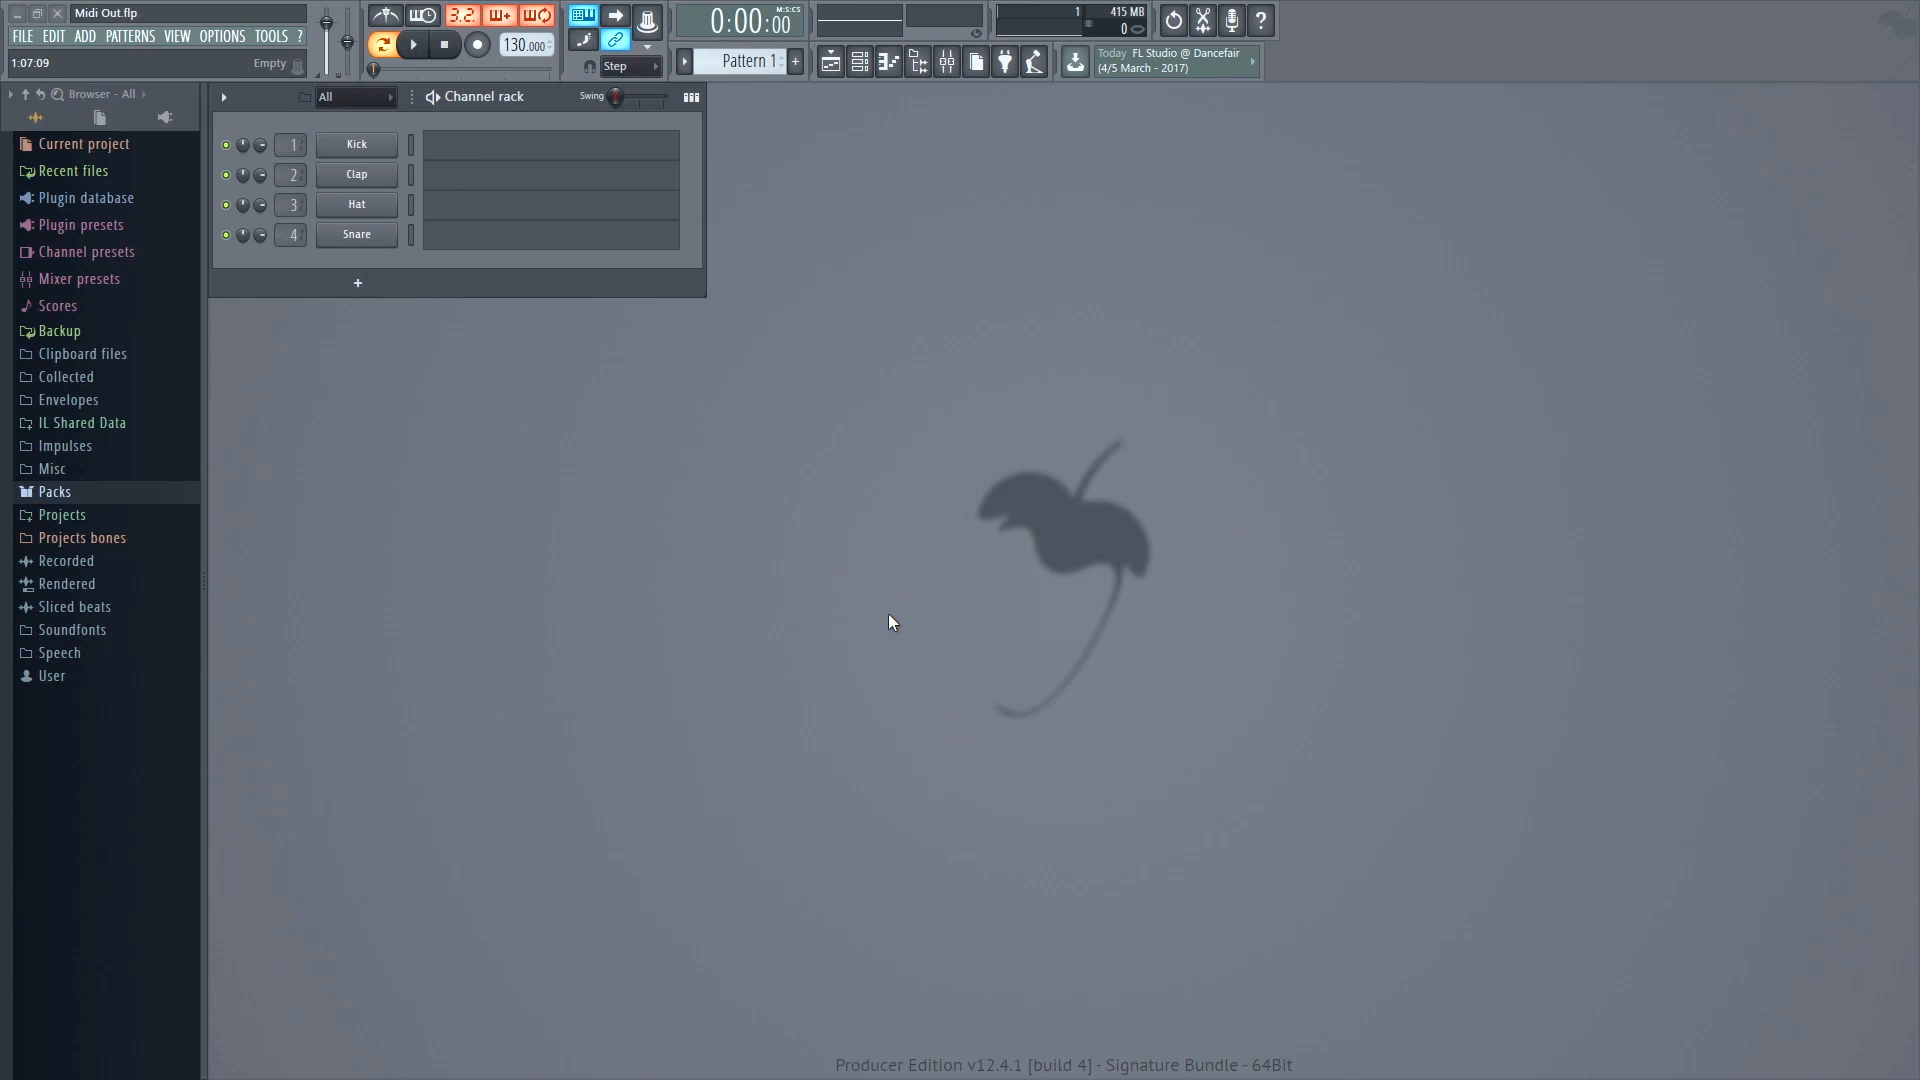 Midi Out.flp
FILE EDIT ADD PATTERNS VIEW OPTIONS TOOLS ?
1:07:09 Empty
3.2.
130.000
Step
0:00:00 M:S:CS
Pattern 1 +
1 415 MB
0
?
Today FL Studio @ Dancefair
(4/5 March - 2017)
Browser - All
Current project
Recent files
Plugin database
Plugin presets
Channel presets
Mixer presets
Scores
Backup
Clipboard files
Collected
Envelopes
IL Shared Data
Impulses
Misc
Packs
Projects
Projects bones
Recorded
Rendered
Sliced beats
Soundfonts
Speech
User
All Channel rack Swing
1 Kick
2 Clap
3 Hat
4 Snare
+
Producer Edition v12.4.1 [build 4] - Signature Bundle - 64Bit